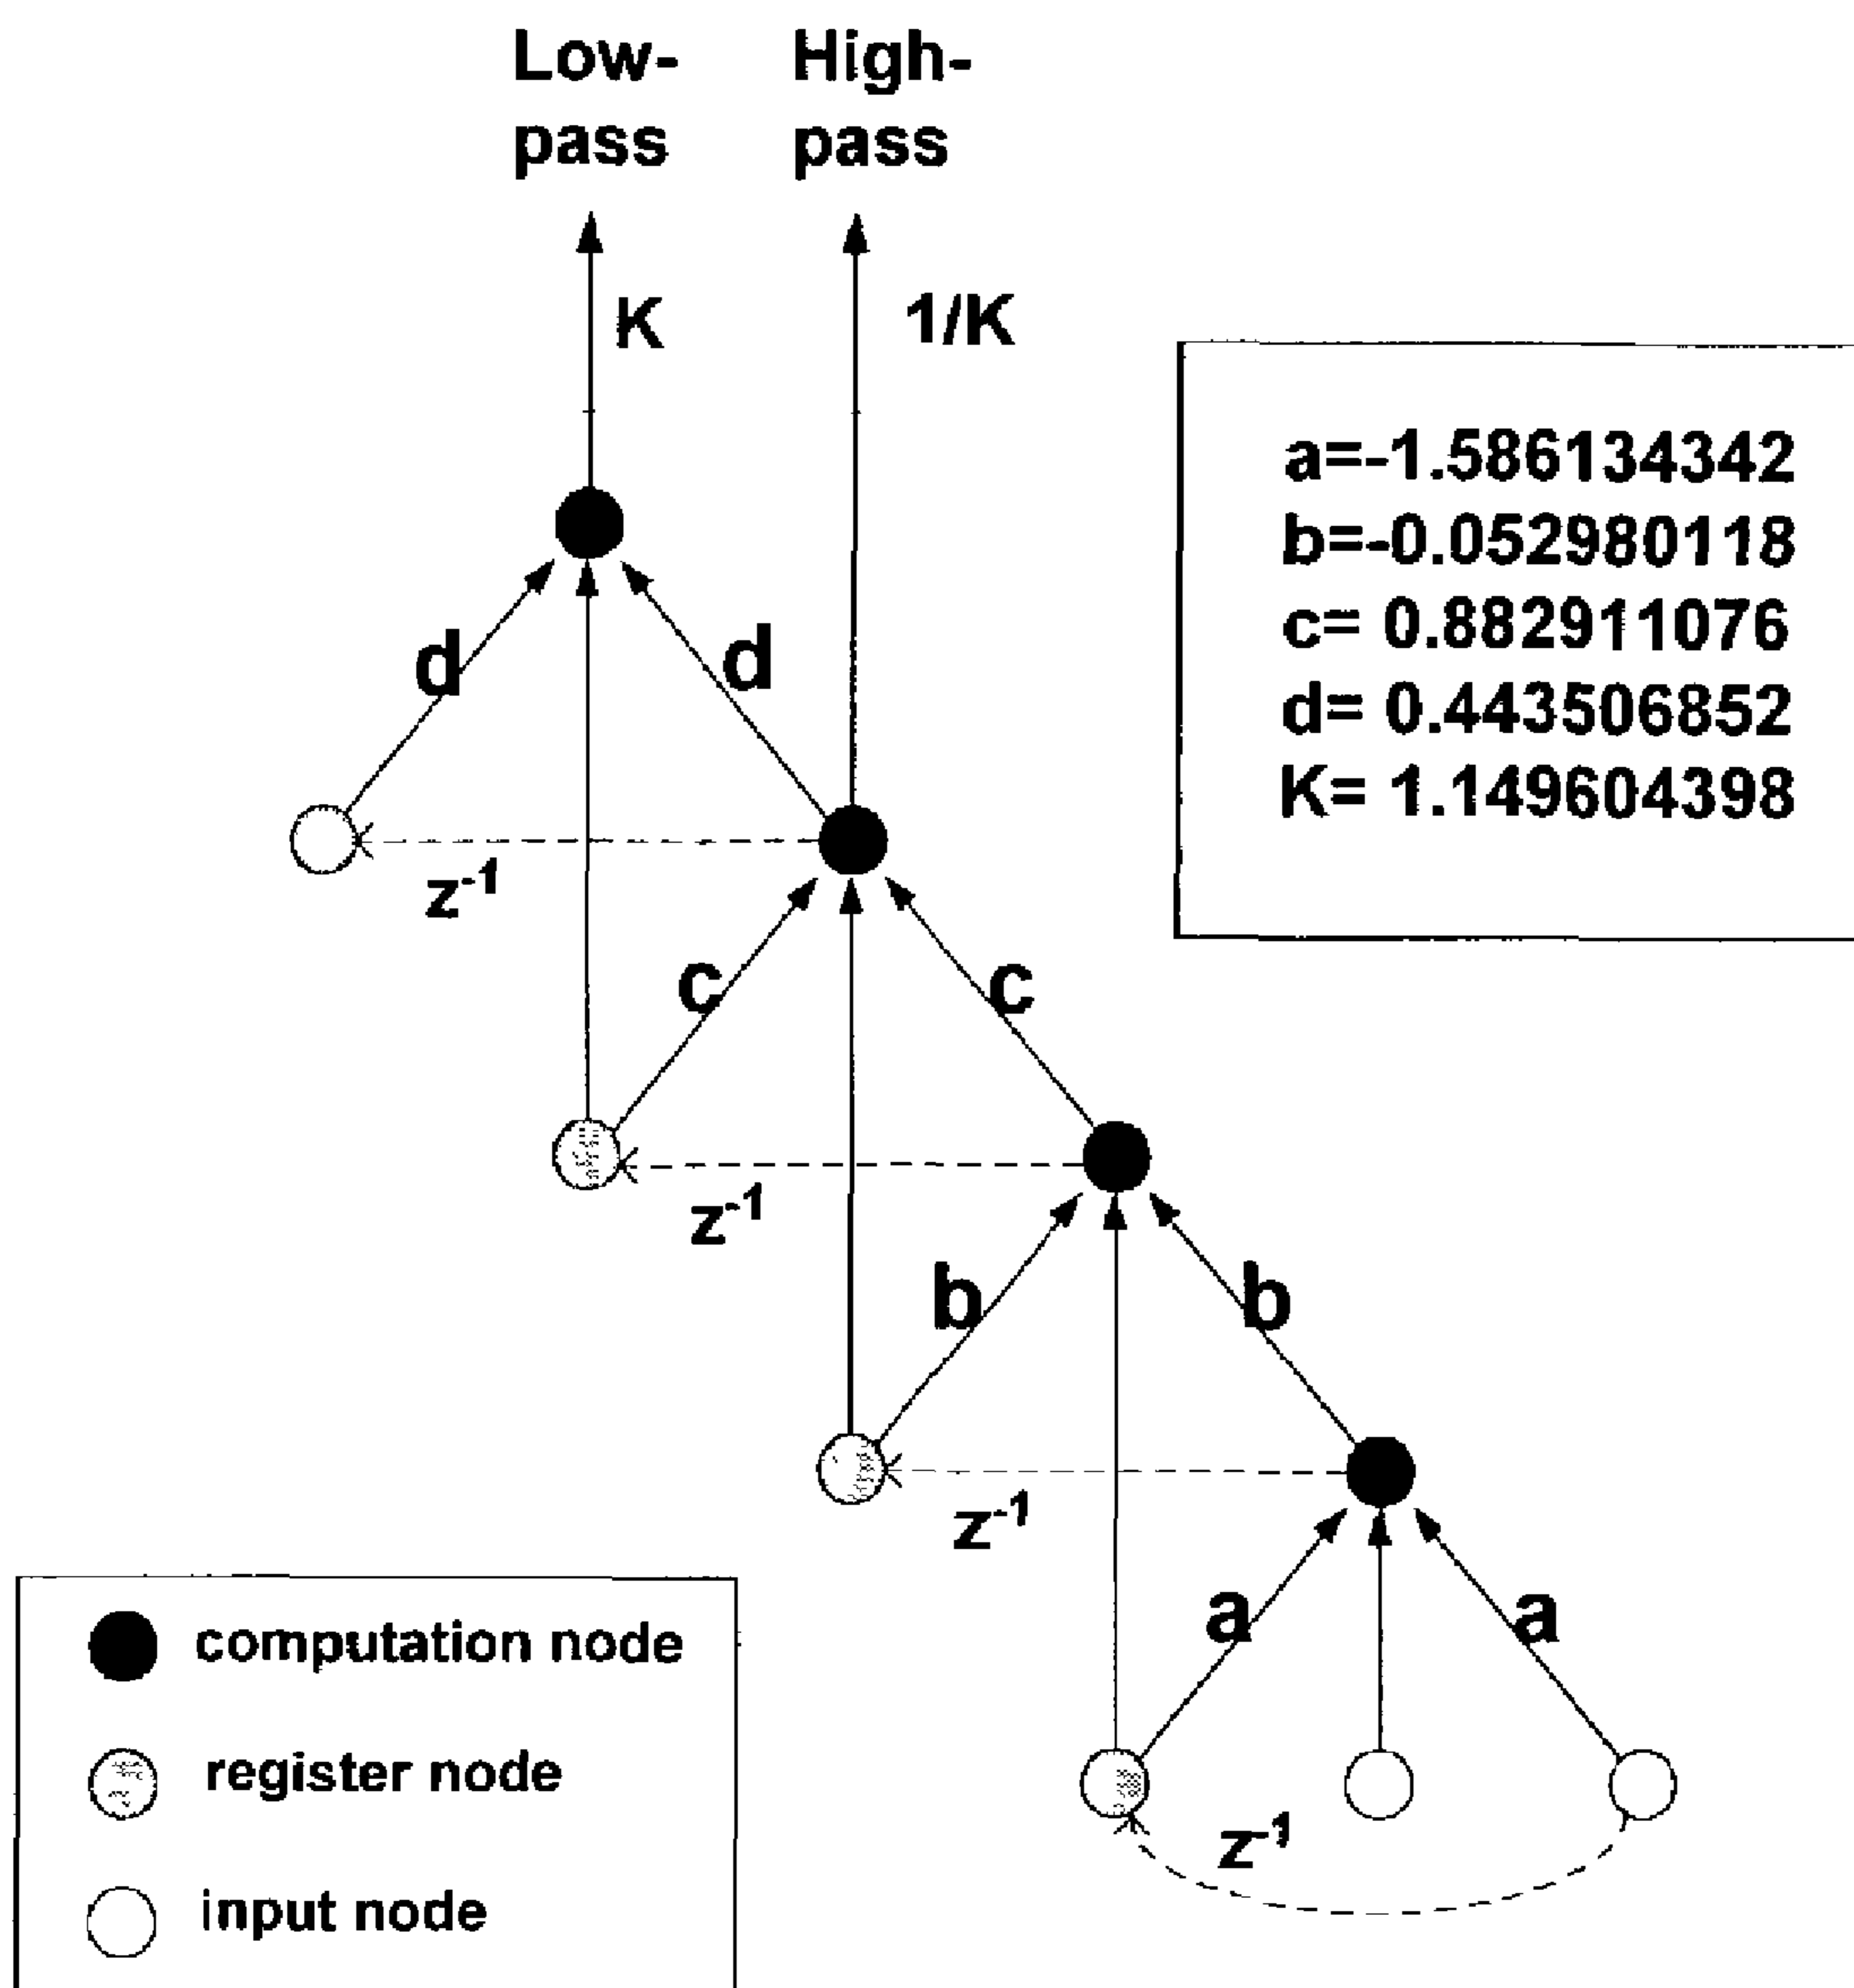 Low-
pass
High-
pass
K
1/K
a=-1.586134342
b=-0.052980118
c= 0.882911076
d= 0.443506852
K= 1.149604398
d
d
z-1
c
c
z-1
b
b
z-1
a
a
z-1
computation node
register node
input node